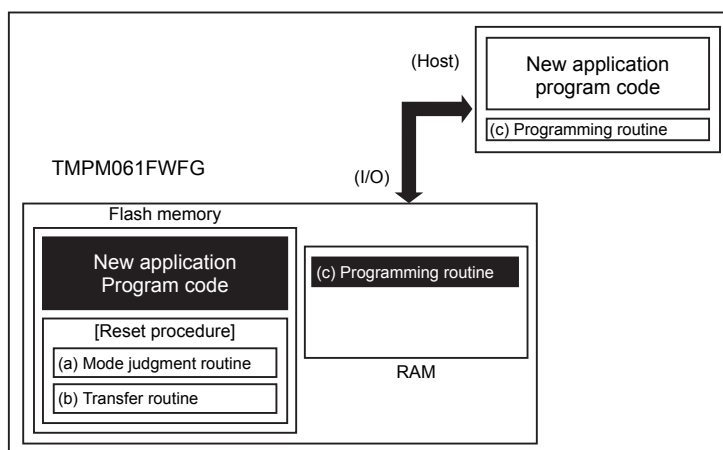 (Host)
New application
program code
(c) Programming routine
TMPM061FWFG
(I/O)
Flash memory
New application
Program code
(c) Programming routine
[Reset procedure]
(a) Mode judgment routine
(b) Transfer routine
RAM